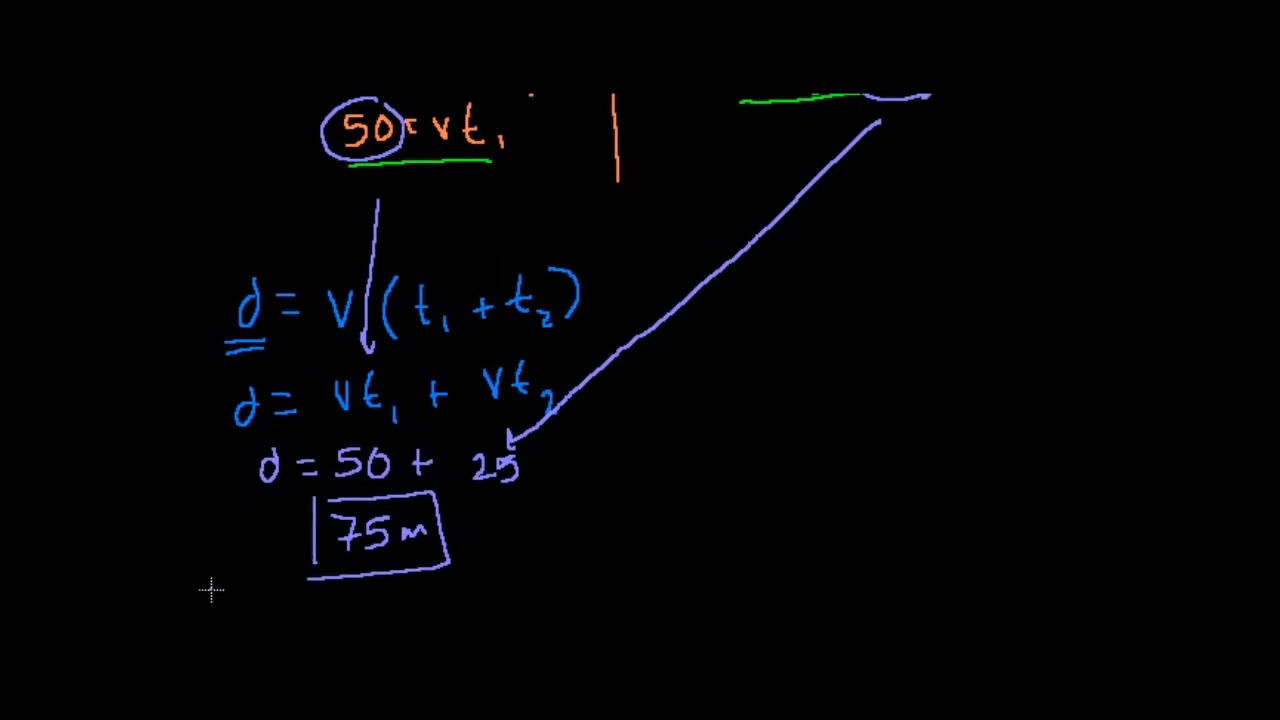 50 = vt₁
d = v(t₁ + t₂)
d = vt₁ + vt₂
d = 50 + 25
75m